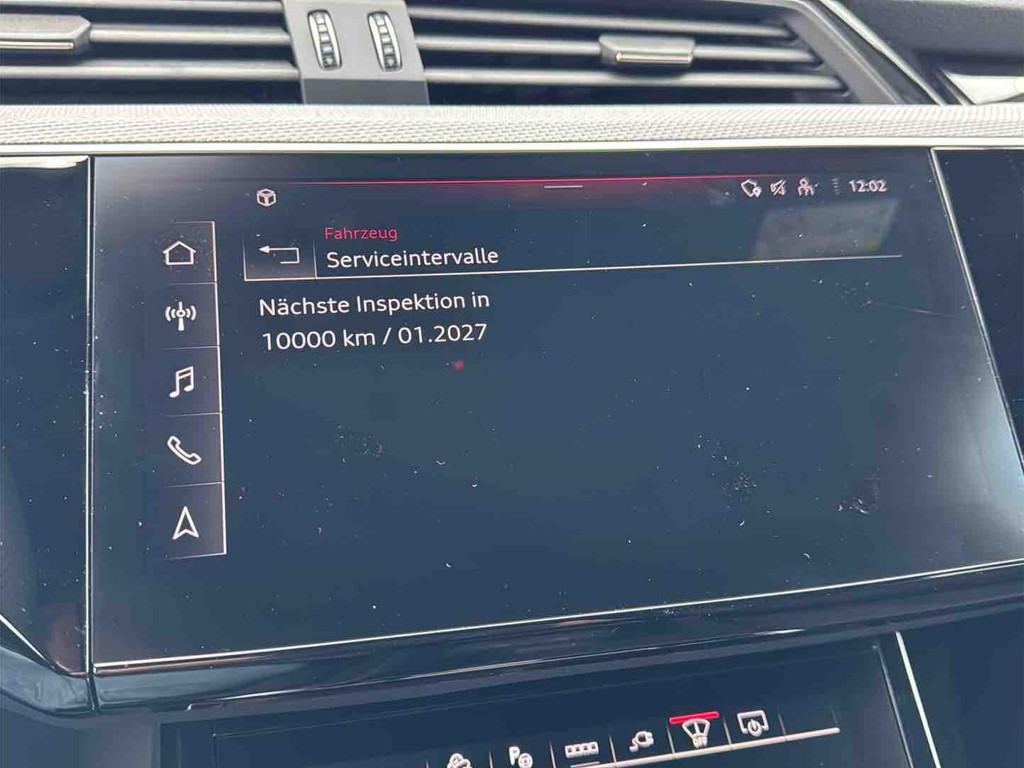 12:02
Fahrzeug
Serviceintervalle
Nächste Inspektion in
10000 km / 01.2027